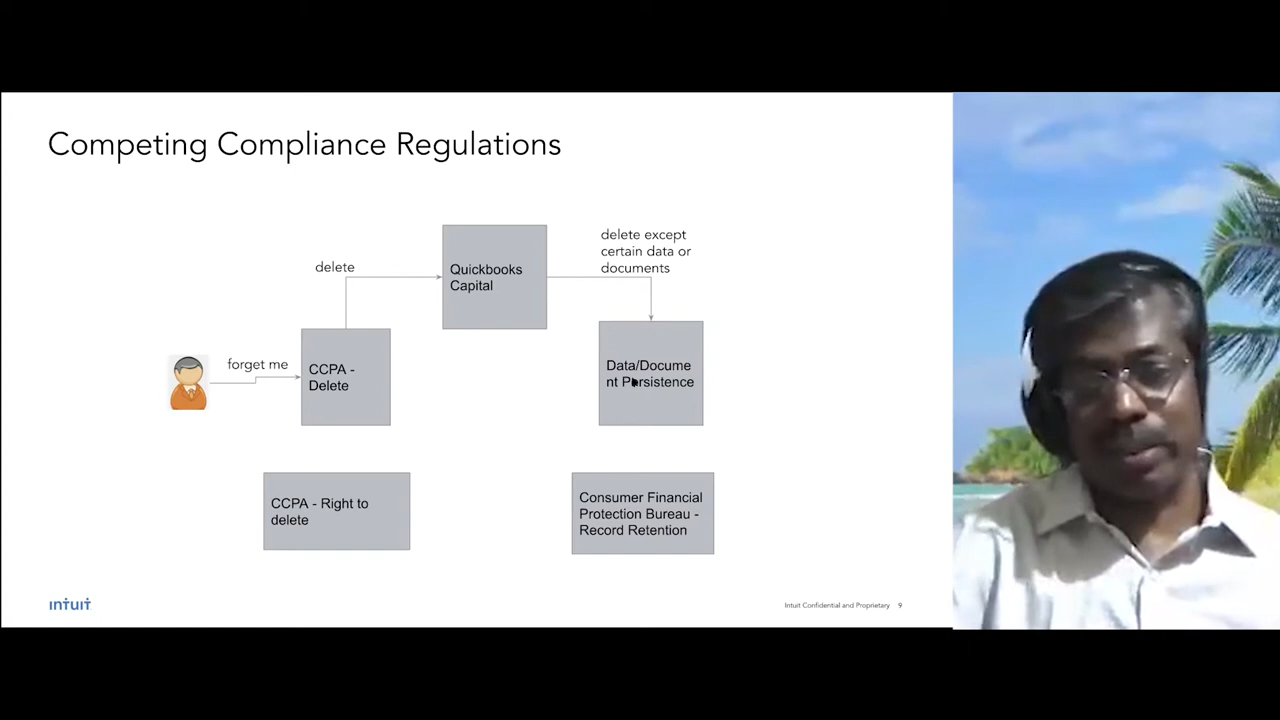 Competing Compliance Regulations
delete except
certain data or
documents
delete
Quickbooks
Capital
forget me
CCPA -
Delete
Data/Docume
nt Persistence
CCPA - Right to
delete
Consumer Financial
Protection Bureau -
Record Retention
INTUIT
Intuit Confidential and Proprietary 9